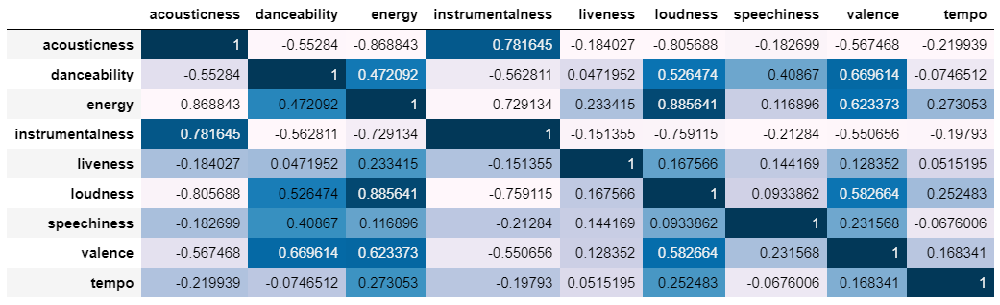 acousticness danceability energy instrumentalness liveness loudness speechiness valence tempo
acousticness 1 -0.55284 -0.868843 0.781645 -0.184027 -0.805688 -0.182699 -0.567468 -0.219939
danceability -0.55284 1 0.472092 -0.562811 0.0471952 0.526474 0.40867 0.669614 -0.0746512
energy -0.868843 0.472092 1 -0.729134 0.233415 0.885641 0.116896 0.623373 0.273053
instrumentalness 0.781645 -0.562811 -0.729134 1 -0.151355 -0.759115 -0.21284 -0.550656 -0.19793
liveness -0.184027 0.0471952 0.233415 -0.151355 1 0.167566 0.144169 0.128352 0.0515195
loudness -0.805688 0.526474 0.885641 -0.759115 0.167566 1 0.0933862 0.582664 0.252483
speechiness -0.182699 0.40867 0.116896 -0.21284 0.144169 0.0933862 1 0.231568 -0.0676006
valence -0.567468 0.669614 0.623373 -0.550656 0.128352 0.582664 0.231568 1 0.168341
tempo -0.219939 -0.0746512 0.273053 -0.19793 0.0515195 0.252483 -0.0676006 0.168341 1